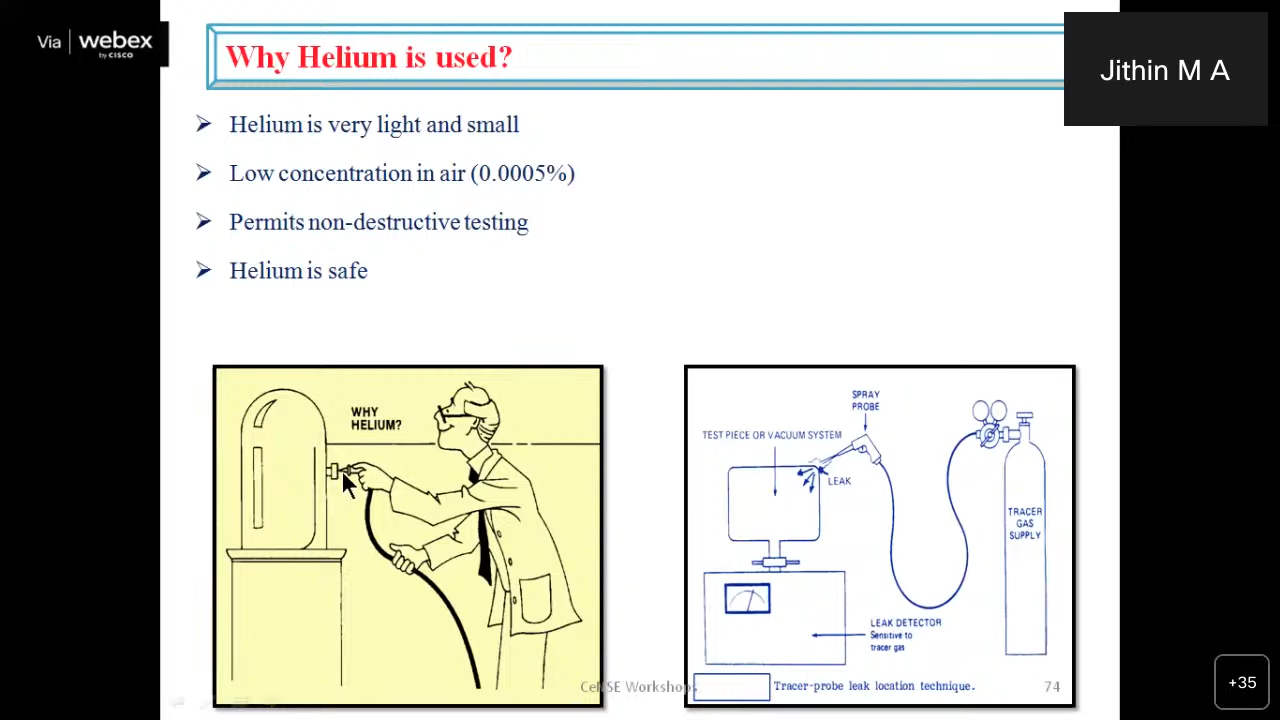 Via | webex
by CISCO
Why Helium is used?
Jithin M A
Helium is very light and small
Low concentration in air (0.0005%)
Permits non-destructive testing
Helium is safe
WHY
HELIUM?
SPRAY
PROBE
TEST PIECE OR VACUUM SYSTEM
LEAK
TRACER
GAS
SUPPLY
LEAK DETECTOR
Sensitive to
tracer gas
Tracer-probe leak location technique.
CeNSE Workshops
74
+35